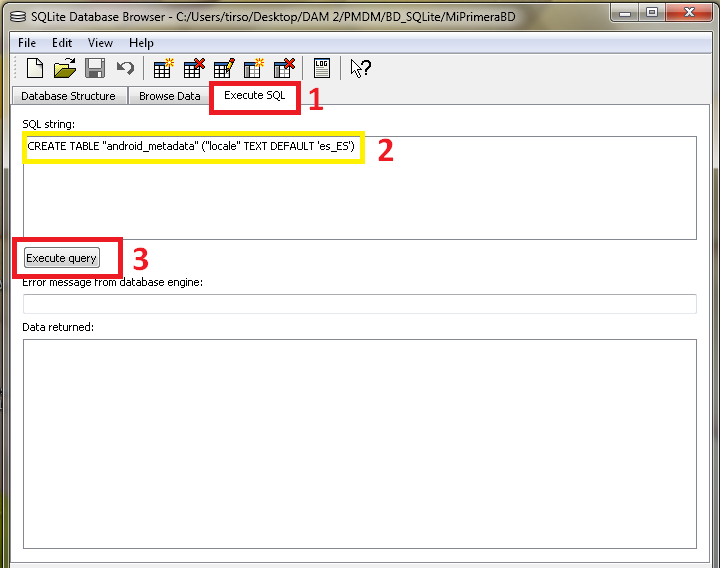 SQLite Database Browser - C:/Users/tirso/Desktop/DAM 2/PMDM/BD_SQLite/MiPrimeraBD
File Edit View Help
LOG
Database Structure Browse Data Execute SQL 1
SQL string:
CREATE TABLE "android_metadata" ("locale" TEXT DEFAULT 'es_ES') 2
Execute query 3
Error message from database engine:
Data returned: